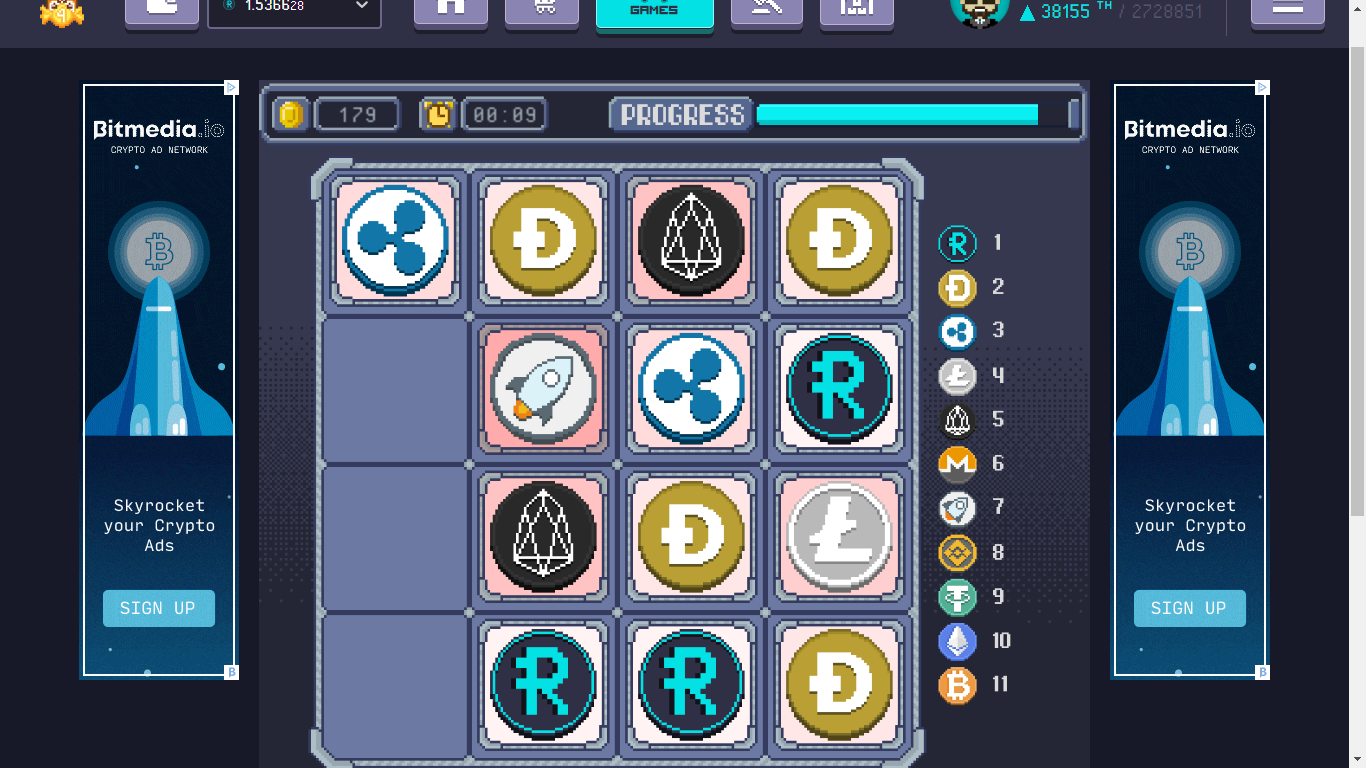 1.536628
GAMES
38155 TH / 2728851
Bitmedia.io
CRYPTO AD NETWORK
Skyrocket
your Crypto
Ads
SIGN UP
179
00:09
PROGRESS
1
2
3
4
5
6
7
8
9
10
11
Bitmedia.io
CRYPTO AD NETWORK
Skyrocket
your Crypto
Ads
SIGN UP